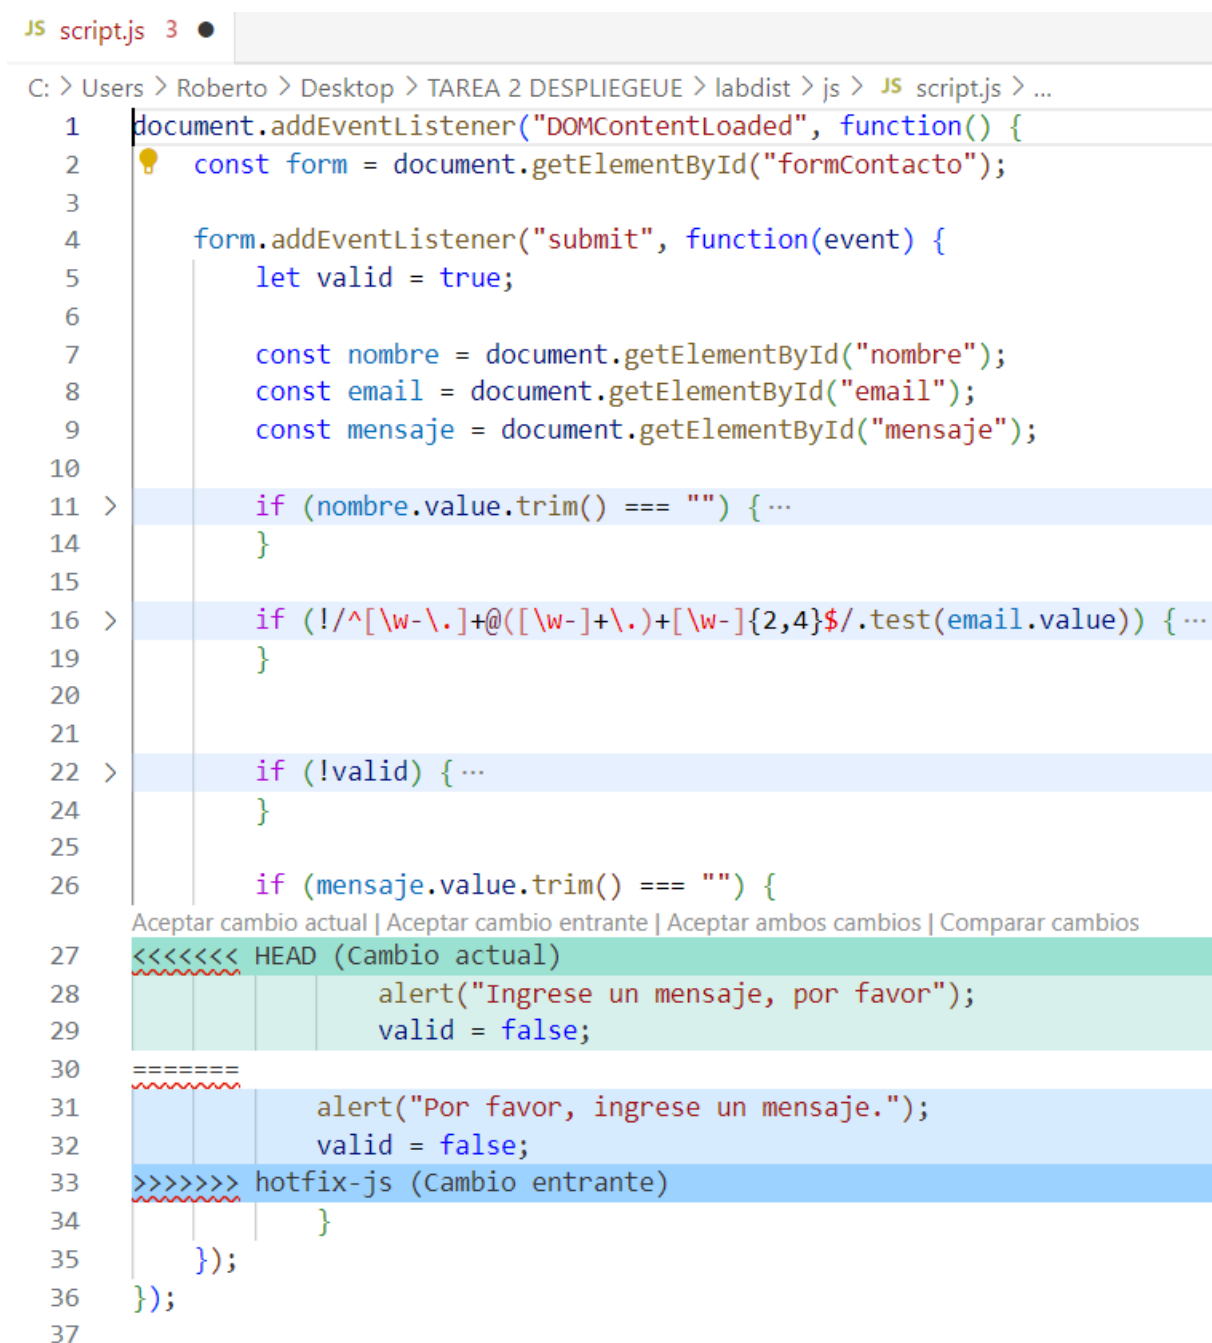 JS script.js 3 ●
C: > Users > Roberto > Desktop > TAREA 2 DESPLIEGEUE > labdist > js > JS script.js > ...
1 document.addEventListener("DOMContentLoaded", function() {
2 const form = document.getElementById("formContacto");
3
4 form.addEventListener("submit", function(event) {
5 let valid = true;
6
7 const nombre = document.getElementById("nombre");
8 const email = document.getElementById("email");
9 const mensaje = document.getElementById("mensaje");
10
11 > if (nombre.value.trim() === "") { ···
14 }
15
16 > if (!/^[\w-\.]+@([\w-]+\.)+[\w-]{2,4}$/.test(email.value)) { ···
19 }
20
21
22 > if (!valid) { ···
24 }
25
26 if (mensaje.value.trim() === "") {
Aceptar cambio actual | Aceptar cambio entrante | Aceptar ambos cambios | Comparar cambios
27 <<<<<<< HEAD (Cambio actual)
28 alert("Ingrese un mensaje, por favor");
29 valid = false;
30 =======
31 alert("Por favor, ingrese un mensaje.");
32 valid = false;
33 >>>>>>> hotfix-js (Cambio entrante)
34 }
35 });
36 });
37